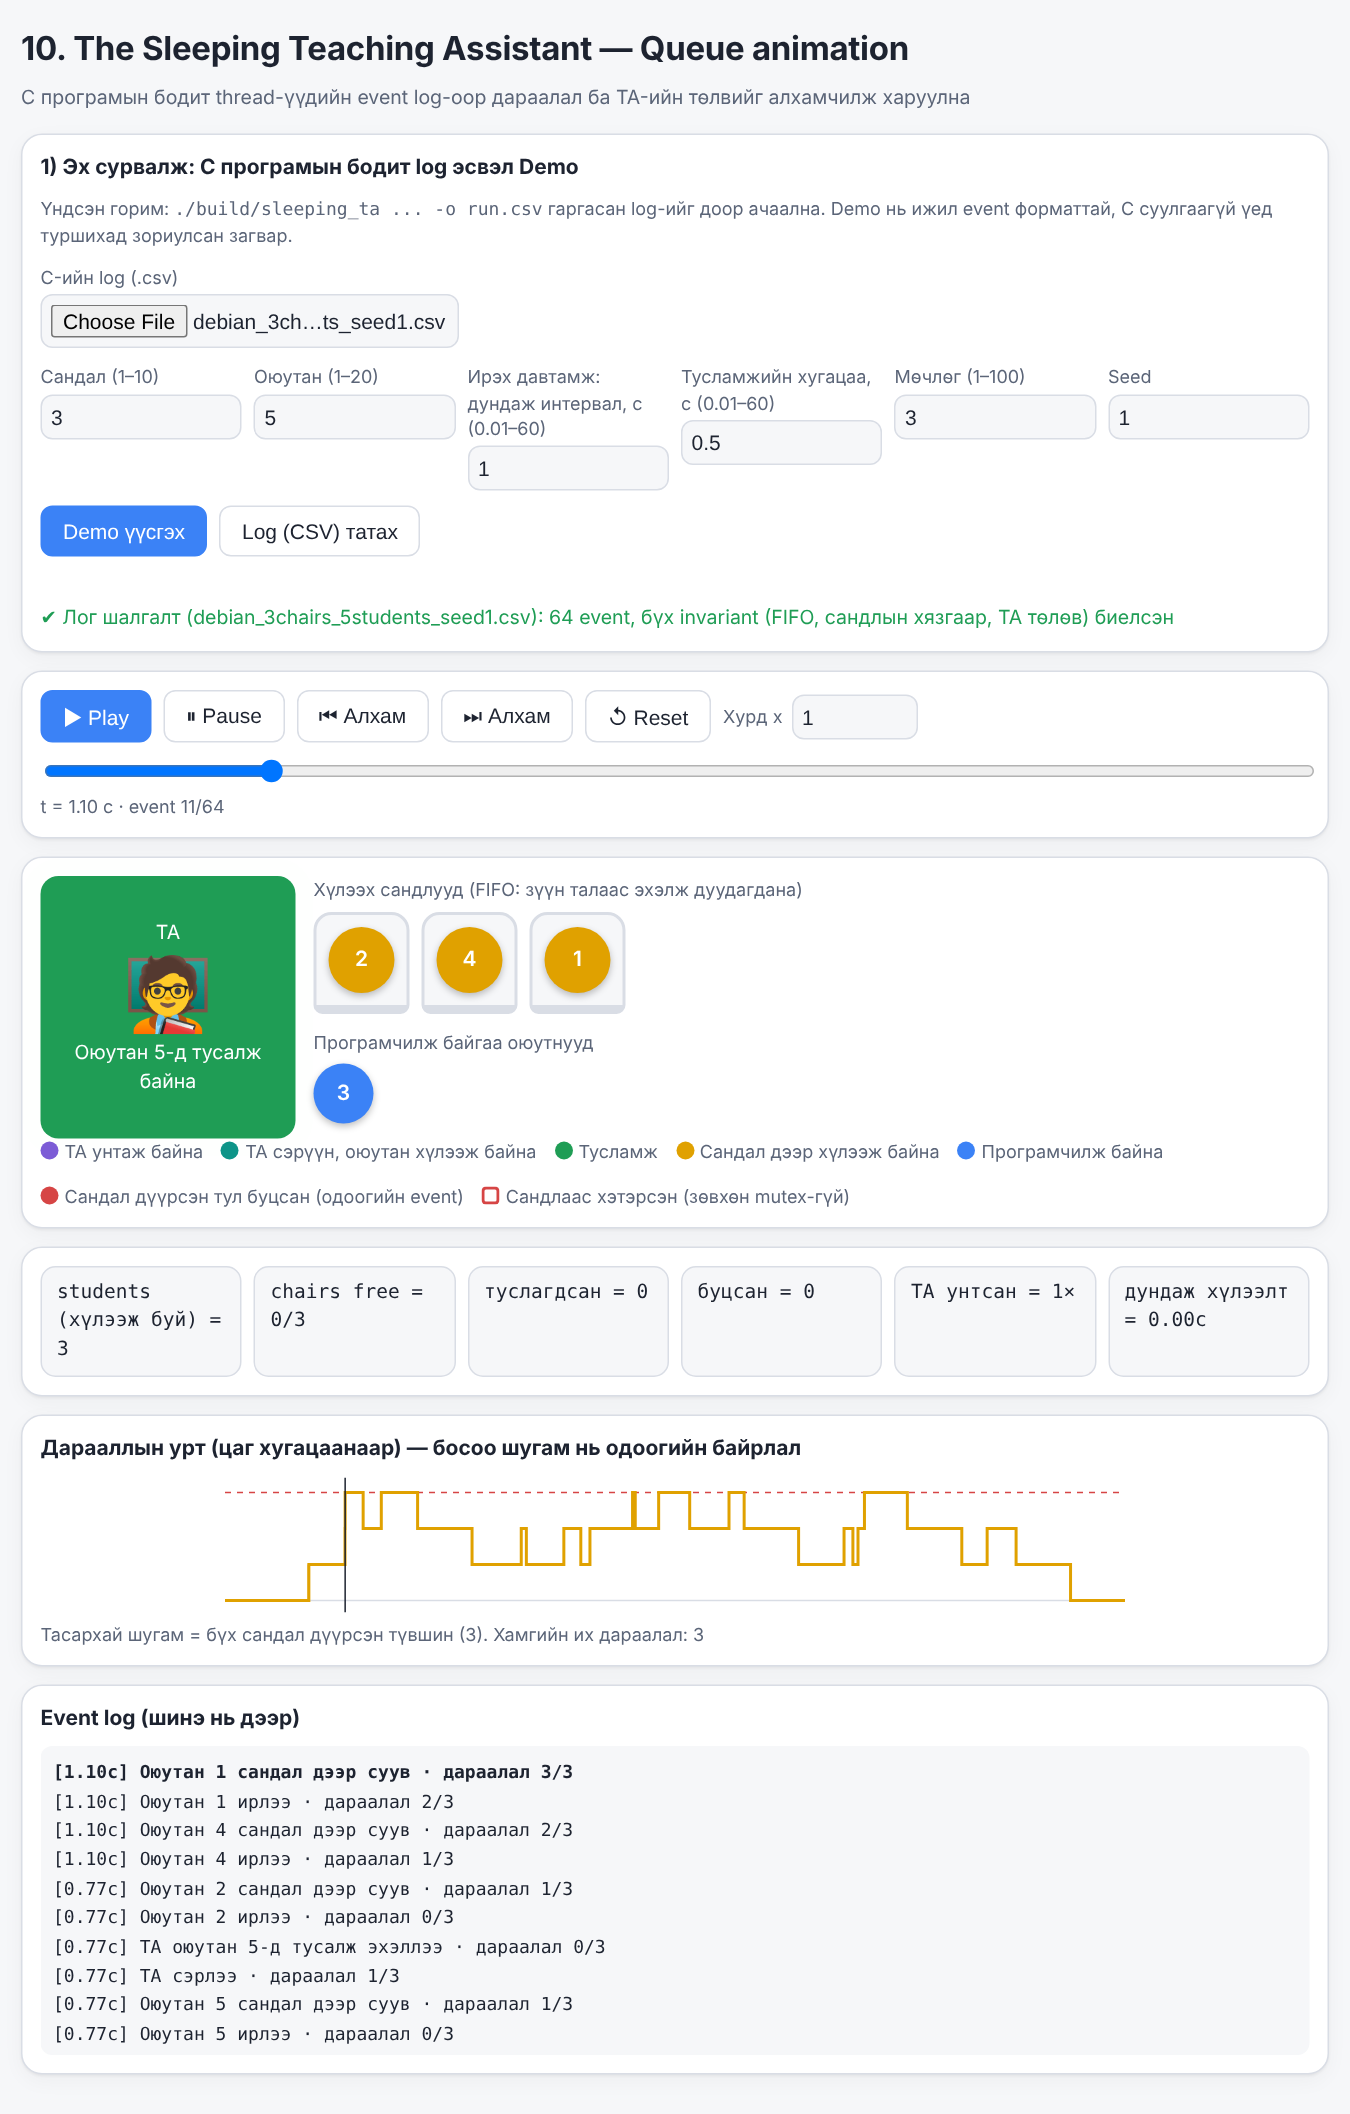 10. The Sleeping Teaching Assistant — Queue animation
C програмын бодит thread-үүдийн event log-оор дараалал ба TA-ийн төлвийг алхамчилж харуулна
1) Эх сурвалж: C програмын бодит log эсвэл Demo
Үндсэн горим: ./build/sleeping_ta ... -o run.csv гаргасан log-ийг доор ачаална. Demo нь ижил event форматтай, C суулгаагүй үед
туршихад зориулсан загвар.
C-ийн log (.csv)
Choose File debian_3ch…ts_seed1.csv
Сандал (1–10)
3
Оюутан (1–20)
5
Ирэх давтамж:
дундаж интервал, с
(0.01–60)
1
Тусламжийн хугацаа,
с (0.01–60)
0.5
Мөчлөг (1–100)
3
Seed
1
Demo үүсгэх
Log (CSV) татах
✔ Лог шалгалт (debian_3chairs_5students_seed1.csv): 64 event, бүх invariant (FIFO, сандлын хязгаар, TA төлөв) биелсэн
▶ Play
⏸ Pause
⏮ Алхам
⏭ Алхам
↺ Reset
Хурд x
1
t = 1.10 с · event 11/64
TA
Оюутан 5-д тусалж
байна
Хүлээх сандлууд (FIFO: зүүн талаас эхэлж дуудагдана)
2 4 1
Програмчилж байгаа оюутнууд
3
TA унтаж байна TA сэрүүн, оюутан хүлээж байна Тусламж Сандал дээр хүлээж байна Програмчилж байна
Сандал дүүрсэн тул буцсан (одоогийн event) Сандлаас хэтэрсэн (зөвхөн mutex-гүй)
students
(хүлээж буй) =
3
chairs free =
0/3
туслагдсан = 0
буцсан = 0
TA унтсан = 1×
дундаж хүлээлт
= 0.00с
Дарааллын урт (цаг хугацаанаар) — босоо шугам нь одоогийн байрлал
Тасархай шугам = бүх сандал дүүрсэн түвшин (3). Хамгийн их дараалал: 3
Event log (шинэ нь дээр)
[1.10с] Оюутан 1 сандал дээр суув · дараалал 3/3
[1.10с] Оюутан 1 ирлээ · дараалал 2/3
[1.10с] Оюутан 4 сандал дээр суув · дараалал 2/3
[1.10с] Оюутан 4 ирлээ · дараалал 1/3
[0.77с] Оюутан 2 сандал дээр суув · дараалал 1/3
[0.77с] Оюутан 2 ирлээ · дараалал 0/3
[0.77с] TA оюутан 5-д тусалж эхэллээ · дараалал 0/3
[0.77с] TA сэрлээ · дараалал 1/3
[0.77с] Оюутан 5 сандал дээр суув · дараалал 1/3
[0.77с] Оюутан 5 ирлээ · дараалал 0/3